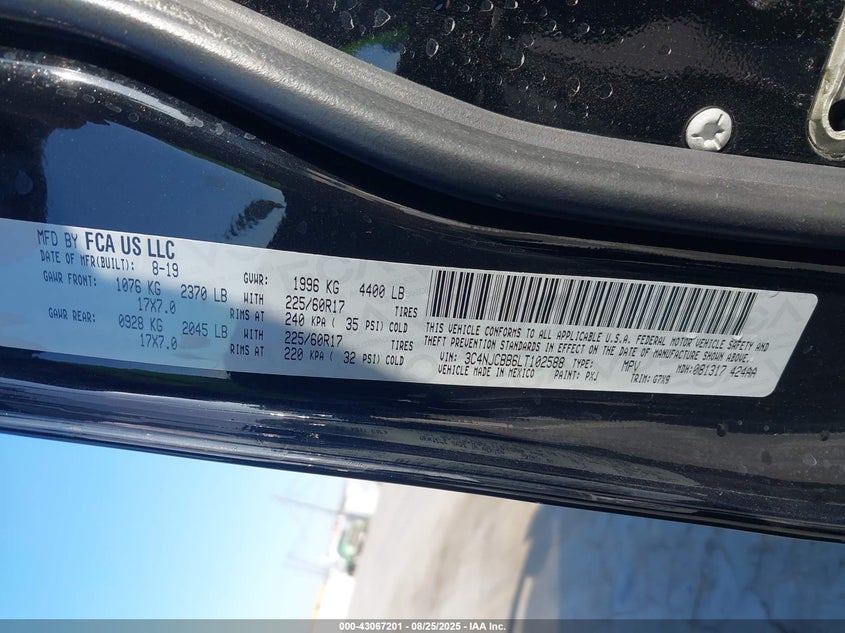 MFD BY FCA US LLC
DATE OF MFR(BUILT): 8-19
GVWR: 1996 KG 4400 LB
GAWR FRONT: 1076 KG 2370 LB WITH 225/60R17 TIRES
17X7.0 RIMS AT 240 KPA ( 35 PSI) COLD
GAWR REAR: 0928 KG 2045 LB WITH 225/60R17 TIRES
17X7.0 RIMS AT 220 KPA ( 32 PSI) COLD
THIS VEHICLE CONFORMS TO ALL APPLICABLE U.S.A. FEDERAL MOTOR VEHICLE SAFETY AND
THEFT PREVENTION STANDARDS IN EFFECT ON THE DATE OF MANUFACTURE SHOWN ABOVE.
VIN: 3C4NJCBB6LT102588 MPV MDH: 081317 424AA
MADE IN MEXICO PAINT: PXJ TRIM: G7X9
000-43067201 - 08/25/2025 - IAA Inc.